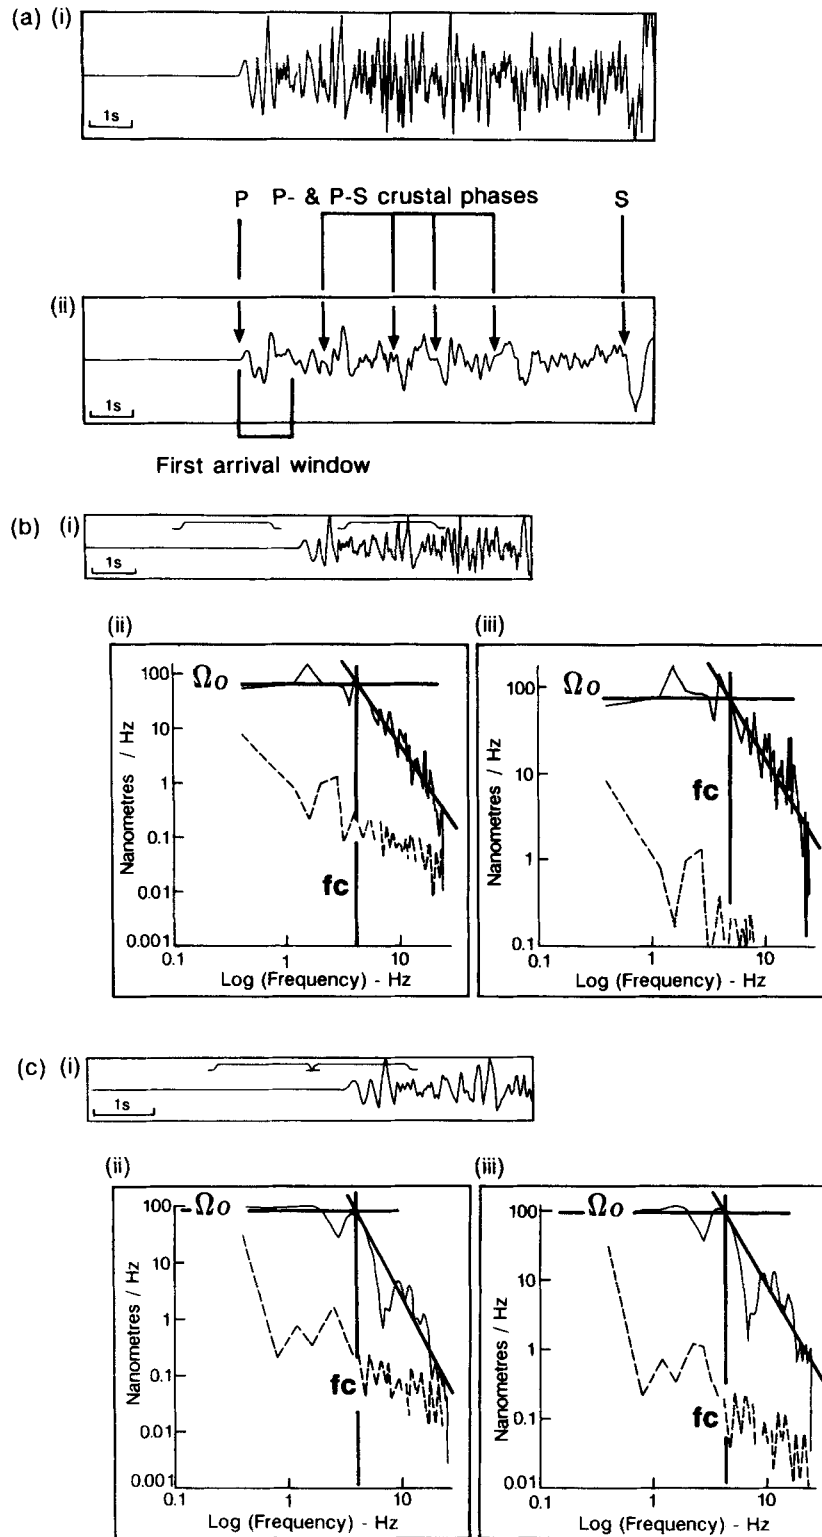 (a) (i)
1s
P P- & P-S crustal phases S
(ii)
1s
First arrival window
(b) (i)
1s
(ii)
Nanometres / Hz
100
10
1
0.1
0.01
0.001
Ωo
fc
0.1 1 10
Log (Frequency) - Hz
(iii)
Nanometres / Hz
100
10
1
0.1
Ωo
fc
0.1 1 10
Log (Frequency) - Hz
(c) (i)
1s
(ii)
Nanometres / Hz
100
10
1
0.1
0.01
0.001
Ωo
fc
0.1 1 10
Log (Frequency) - Hz
(iii)
Nanometres / Hz
100
10
1
0.1
0.01
Ωo
fc
0.1 1 10
Log (Frequency) - Hz